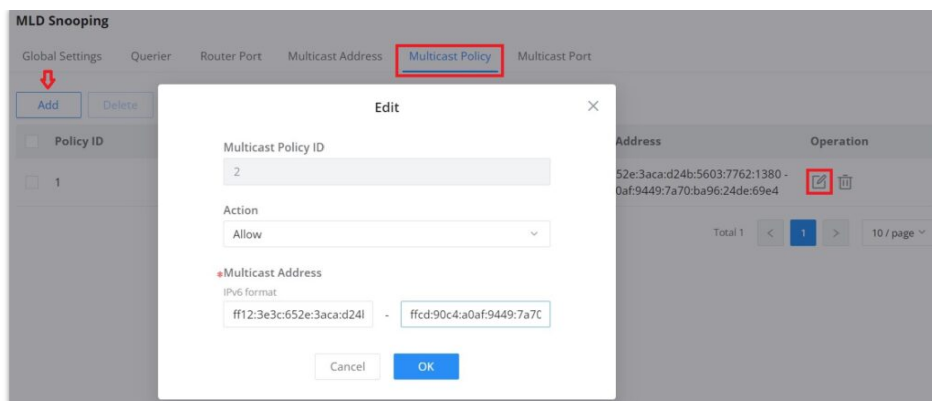 MLD Snooping
Global Settings Querier Router Port Multicast Address Multicast Policy Multicast Port
Add Delete
Edit
Policy ID Address Operation
Multicast Policy ID
2
1 52e:3aca:d24b:5603:7762:1380 -
0af:9449:7a70:ba96:24de:69e4
Action
Allow
Total 1 < 1 > 10 / page
*Multicast Address
IPv6 format
ff12:3e3c:652e:3aca:d24l - ffcd:90c4:a0af:9449:7a7C
Cancel OK